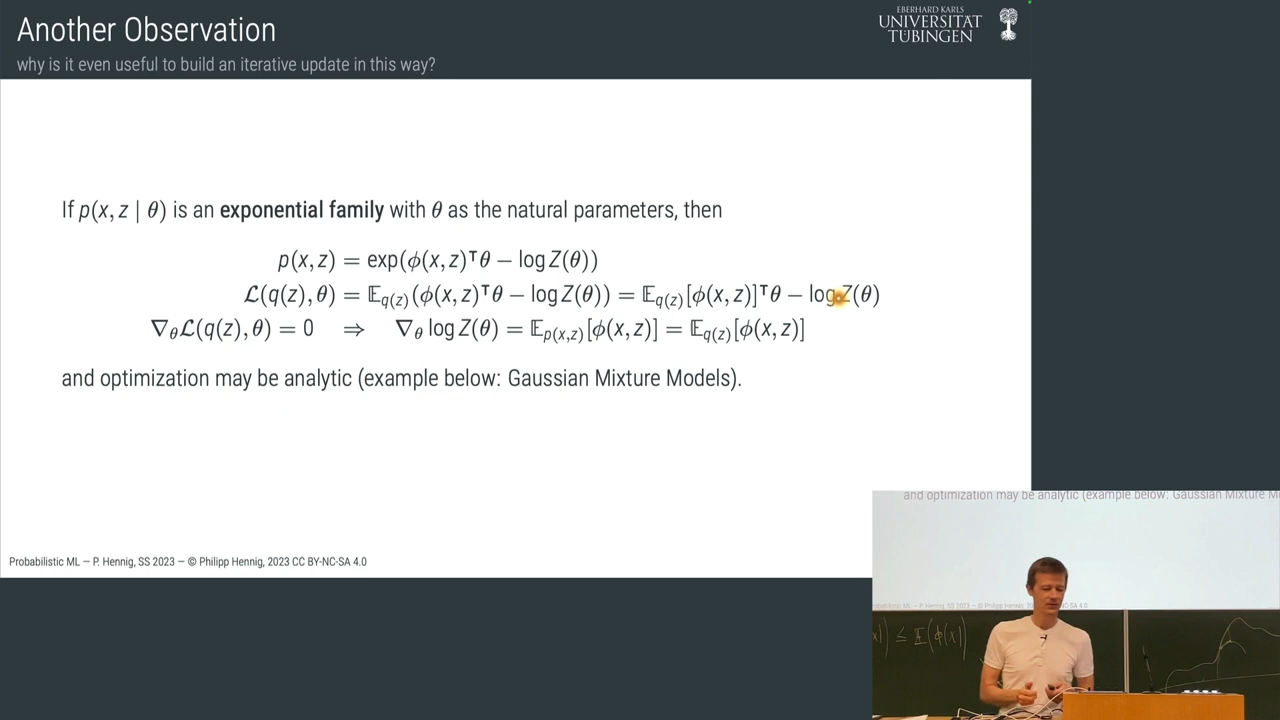 Another Observation
why is it even useful to build an iterative update in this way?
EBERHARD KARLS
UNIVERSITÄT
TÜBINGEN
If p(x, z | θ) is an exponential family with θ as the natural parameters, then
p(x, z) = exp(ϕ(x, z)ᵀθ − log Z(θ))
ℒ(q(z), θ) = 𝔼q(z)(ϕ(x, z)ᵀθ − log Z(θ)) = 𝔼q(z)[ϕ(x, z)]ᵀθ − log Z(θ)
∇θℒ(q(z), θ) = 0 ⇒ ∇θ log Z(θ) = 𝔼p(x,z)[ϕ(x, z)] = 𝔼q(z)[ϕ(x, z)]
and optimization may be analytic (example below: Gaussian Mixture Models).
Probabilistic ML — P. Hennig, SS 2023 — © Philipp Hennig, 2023 CC BY-NC-SA 4.0
and optimization may be analytic (example below: Gaussian Mixture M
≤ 𝔼(ϕ(x)